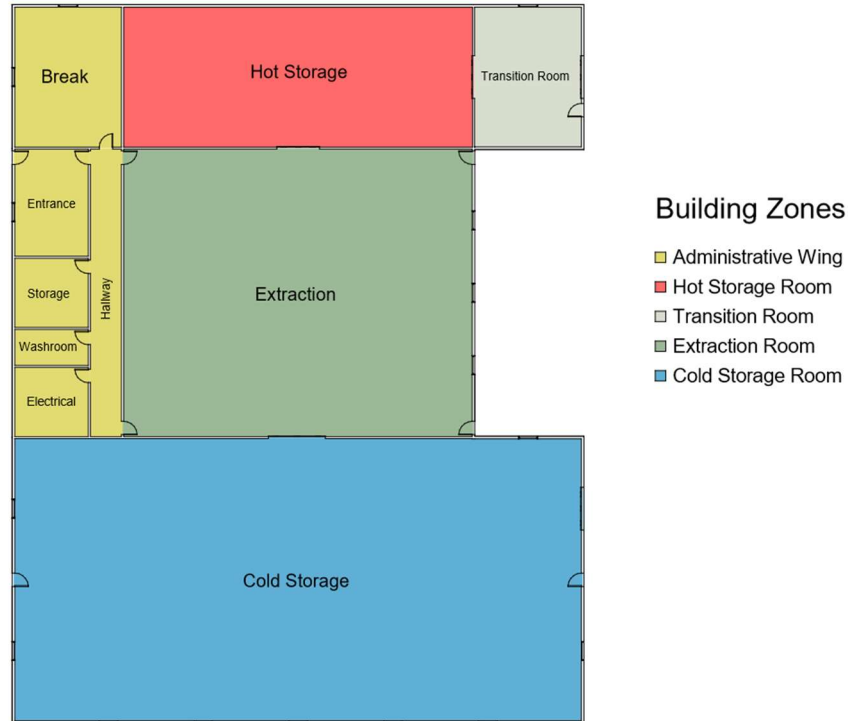 Break
Hot Storage
Transition Room
Entrance
Storage
Hallway
Extraction
Washroom
Electrical
Cold Storage
Building Zones
Administrative Wing
Hot Storage Room
Transition Room
Extraction Room
Cold Storage Room